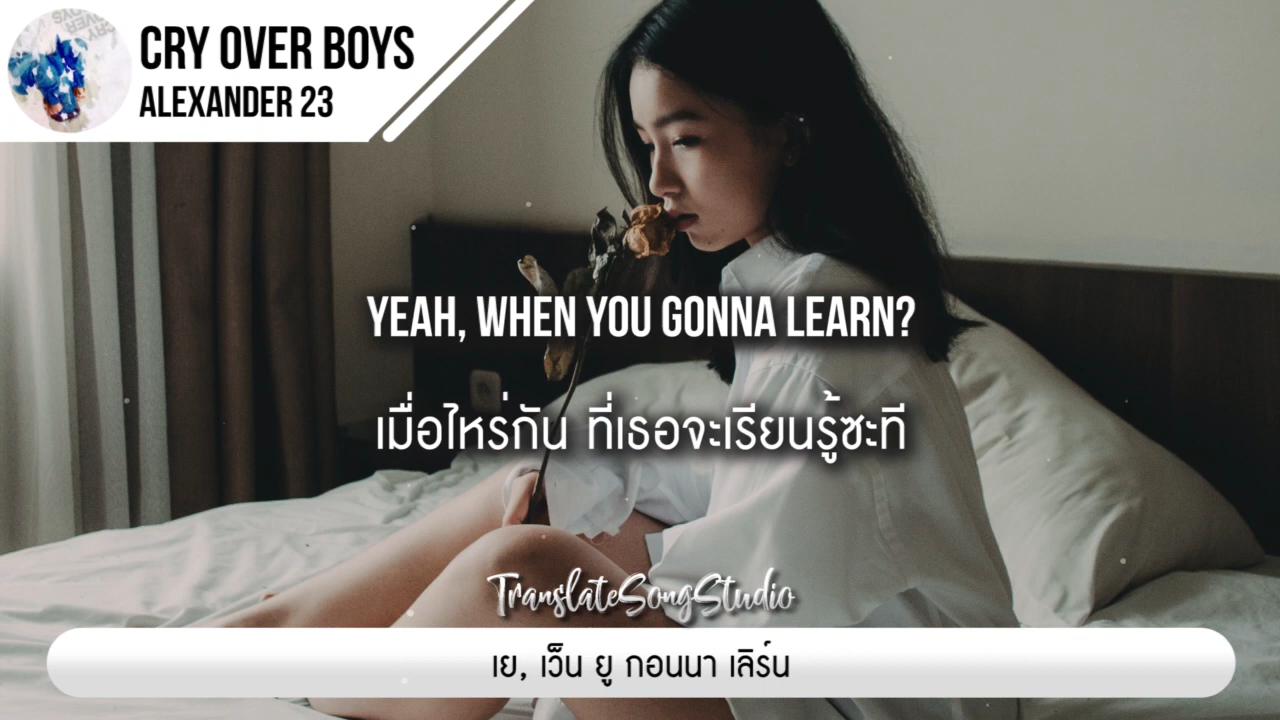 CRY OVER BOYS
ALEXANDER 23
YEAH, WHEN YOU GONNA LEARN?
เมื่อไหร่กัน ที่เธอจะเรียนรู้ซะที
TranslateSongStudio
เย, เว็น ยู กอนนา เลิร์น